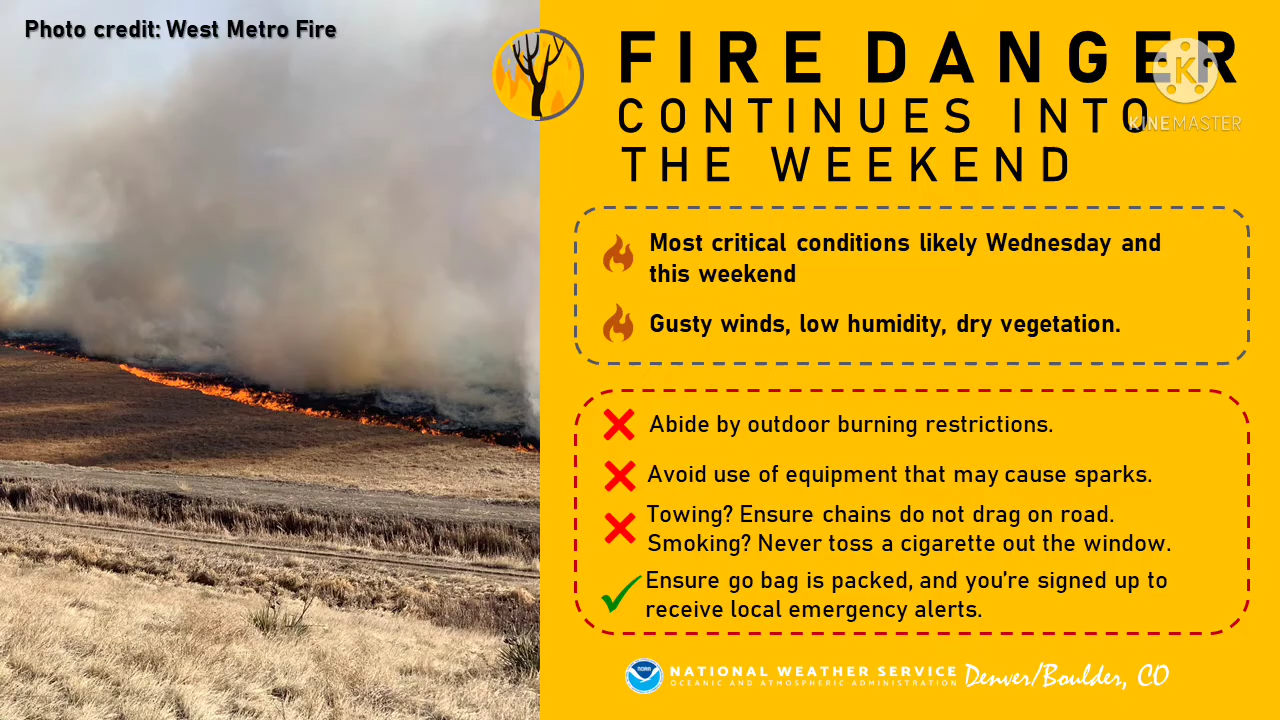 Photo credit: West Metro Fire
FIRE DANGER
CONTINUES INTO
THE WEEKEND
K
KINEMASTER
Most critical conditions likely Wednesday and
this weekend
Gusty winds, low humidity, dry vegetation.
Abide by outdoor burning restrictions.
Avoid use of equipment that may cause sparks.
Towing? Ensure chains do not drag on road.
Smoking? Never toss a cigarette out the window.
Ensure go bag is packed, and you're signed up to
receive local emergency alerts.
NOAA
NATIONAL WEATHER SERVICE
OCEANIC AND ATMOSPHERIC ADMINISTRATION
Denver/Boulder, CO